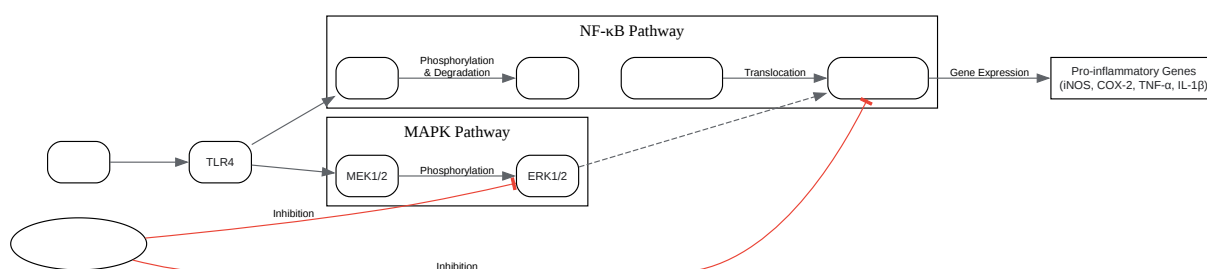 NF-κB Pathway
Phosphorylation
& Degradation
Translocation
Gene Expression
Pro-inflammatory Genes
(iNOS, COX-2, TNF-α, IL-1β)
MAPK Pathway
TLR4
MEK1/2
Phosphorylation
ERK1/2
Inhibition
Inhibition